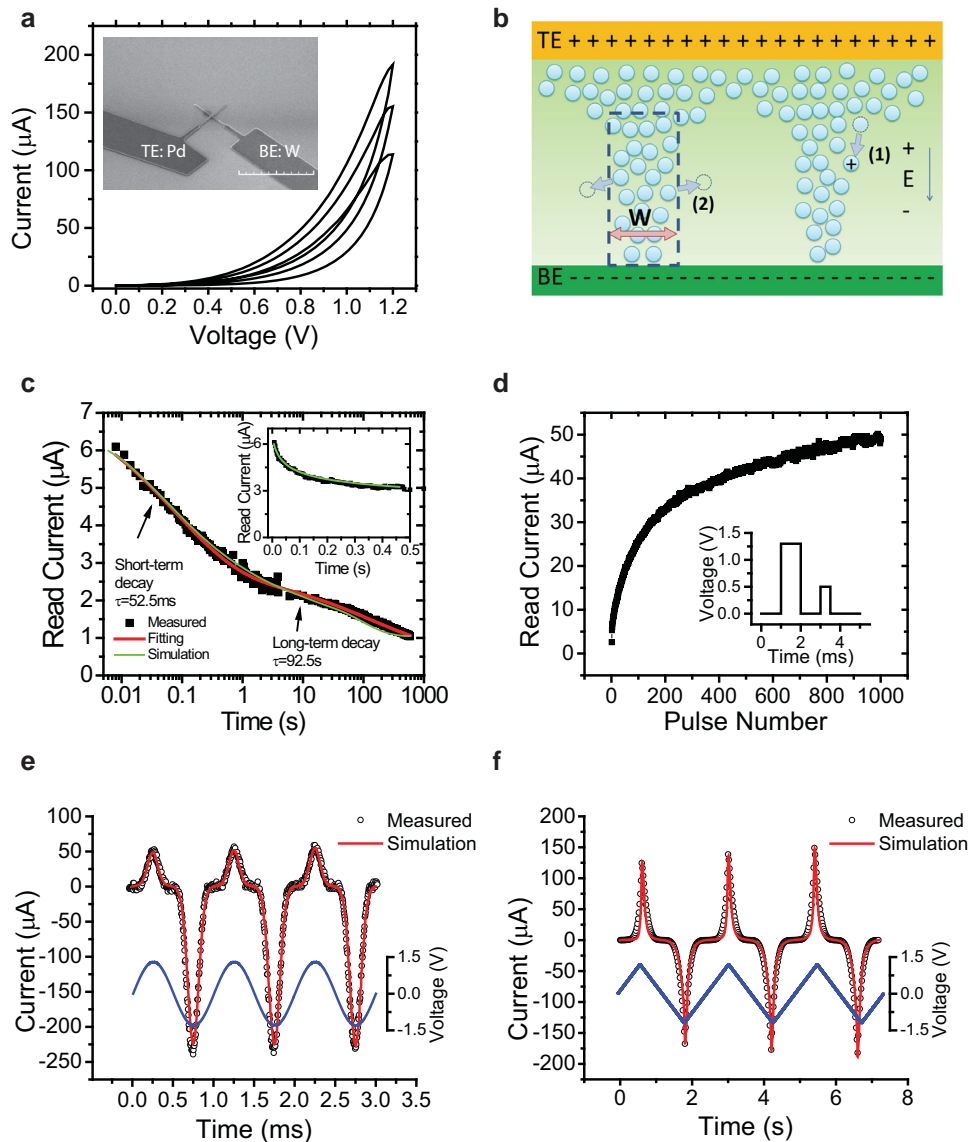 a
Current (µA)
200
150
100
50
0
0.0 0.2 0.4 0.6 0.8 1.0 1.2
Voltage (V)
TE: Pd
BE: W
b
TE + + + + + + + + + + + + + + + + + +
(1)
+
+
E
-
(2)
W
BE - - - - - - - - - - - - - - - - - - - - - -
c
Read Current (µA)
7
6
5
4
3
2
1
0
0.01 0.1 1 10 100 1000
Time (s)
Short-term
decay
τ=52.5ms
Measured
Fitting
Simulation
Long-term decay
τ=92.5s
Read Current (µA)
6
3
0
0.0 0.1 0.2 0.3 0.4 0.5
Time (s)
d
Read Current (µA)
50
40
30
20
10
0
0 200 400 600 800 1000
Pulse Number
Voltage (V)
1.5
1.0
0.5
0.0
0 2 4
Time (ms)
e
Current (µA)
100
50
0
-50
-100
-150
-200
-250
0.0 0.5 1.0 1.5 2.0 2.5 3.0 3.5
Time (ms)
Measured
Simulation
1.5
0.0
-1.5
Voltage (V)
f
Current (µA)
200
150
100
50
0
-50
-100
-150
-200
0 2 4 6 8
Time (s)
Measured
Simulation
1.5
0.0
-1.5
Voltage (V)